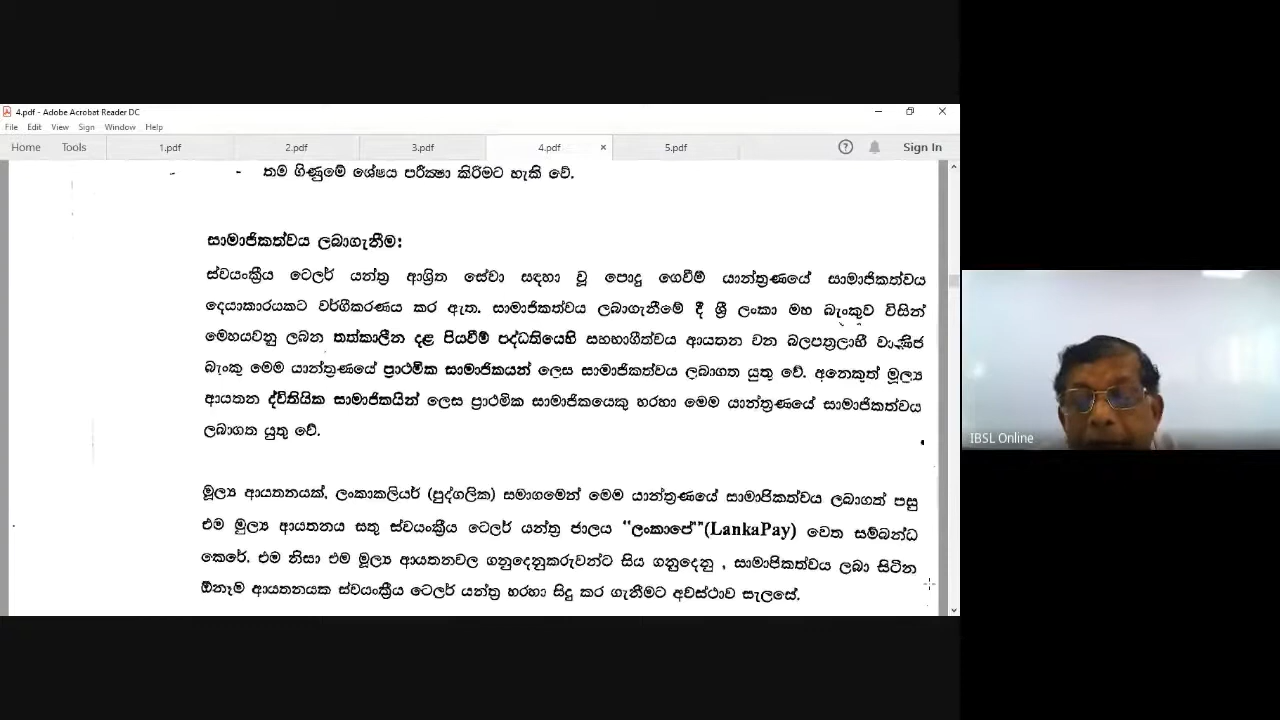 4.pdf - Adobe Acrobat Reader DC
File Edit View Sign Window Help
Home Tools 1.pdf 2.pdf 3.pdf 4.pdf × 5.pdf ? Sign In
- තම ගිණුමේ ශේෂය පරීක්‍ෂා කිරීමට හැකි වේ.
සාමාජිකත්වය ලබාගැනීම:
ස්වයංක්‍රීය ටෙලර් යන්ත්‍ර ආශ්‍රිත සේවා සඳහා වූ පොදු ගෙවීම් යාන්ත්‍රණයේ සාමාජිකත්වය
දෙයාකාරයකට වර්ගීකරණය කර ඇත. සාමාජිකත්වය ලබාගැනීමේ දී ශ්‍රී ලංකා මහ බැංකුව විසින්
මෙහයවනු ලබන තත්කාලීන දළ පියවීම් පද්ධතියෙහි සහභාගීත්වය ආයතන වන බලපත්‍රලාභී වාණිජ
බැංකු මෙම යාන්ත්‍රණයේ ප්‍රාථමික සාමාජිකයන් ලෙස සාමාජිකත්වය ලබාගත යුතු වේ. අනෙකුත් මූල්‍ය
ආයතන ද්විතීයික සාමාජිකයින් ලෙස ප්‍රාථමික සාමාජිකයෙකු හරහා මෙම යාන්ත්‍රණයේ සාමාජිකත්වය
ලබාගත යුතු වේ.
මූල්‍ය ආයතනයක්, ලංකාක්ලියර් (පුද්ගලික) සමාගමෙන් මෙම යාන්ත්‍රණයේ සාමාජිකත්වය ලබාගත් පසු
එම මූල්‍ය ආයතනය සතු ස්වයංක්‍රීය ටෙලර් යන්ත්‍ර ජාලය "ලංකාපේ"(LankaPay) වෙත සම්බන්ධ
කෙරේ. එම නිසා එම මූල්‍ය ආයතනවල ගනුදෙනුකරුවන්ට සිය ගනුදෙනු , සාමාජිකත්වය ලබා සිටින
ඕනෑම ආයතනයක ස්වයංක්‍රීය ටෙලර් යන්ත්‍ර හරහා සිදු කර ගැනීමට අවස්ථාව සැලසේ.
IBSL Online